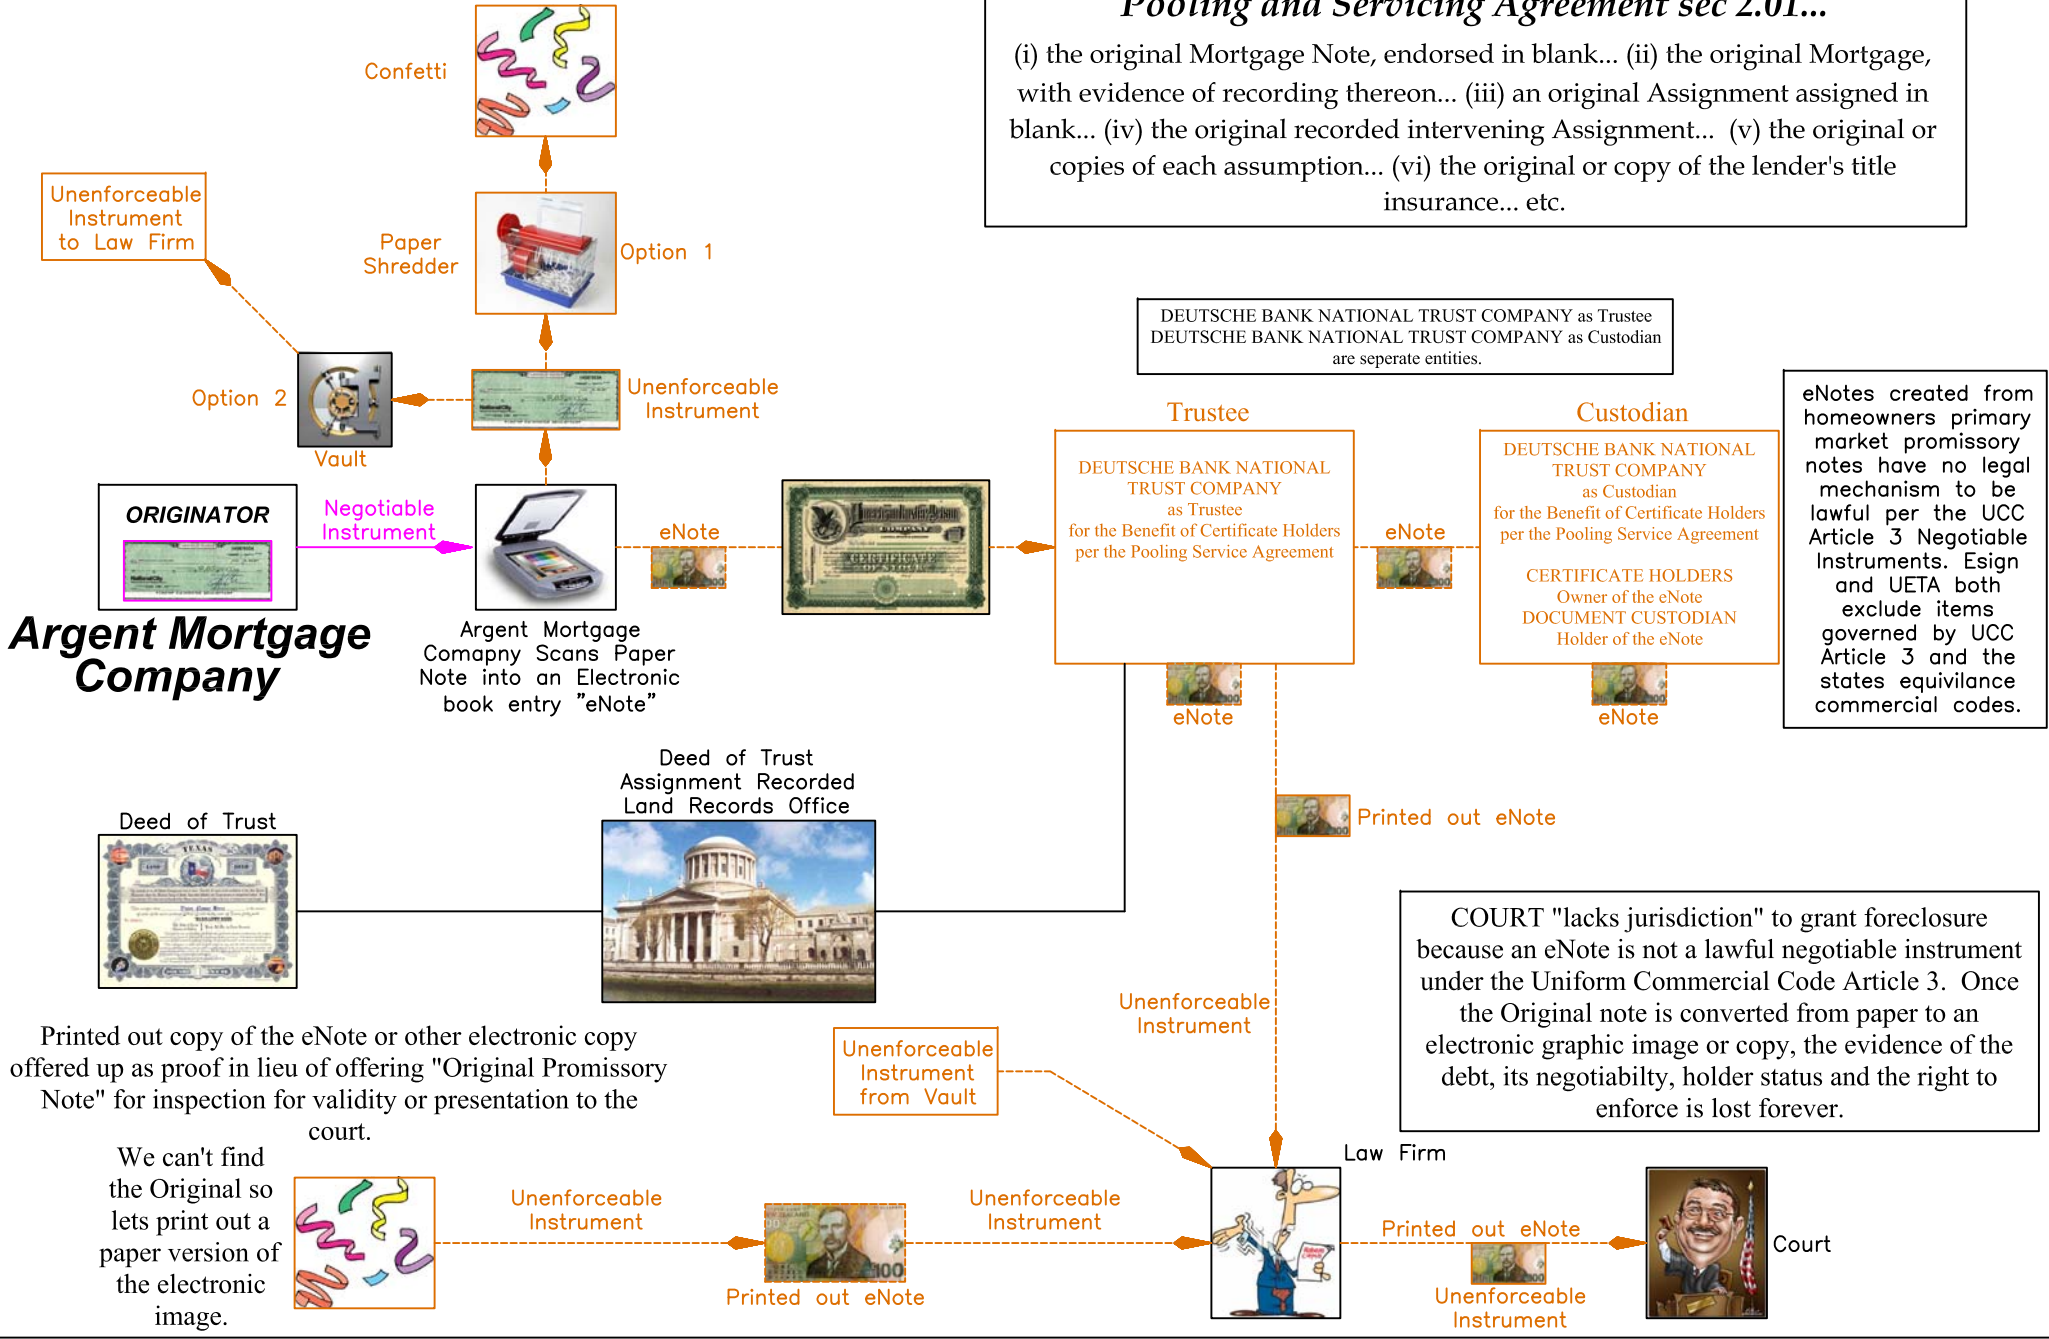 Pooling and Servicing Agreement sec 2.01...
(i) the original Mortgage Note, endorsed in blank... (ii) the original Mortgage,
with evidence of recording thereon... (iii) an original Assignment assigned in
blank... (iv) the original recorded intervening Assignment...  (v) the original or
copies of each assumption... (vi) the original or copy of the lender's title
insurance... etc.
Confetti
Unenforceable
Instrument
to Law Firm
Paper
Shredder
Option 1
DEUTSCHE BANK NATIONAL TRUST COMPANY as Trustee
DEUTSCHE BANK NATIONAL TRUST COMPANY as Custodian
are seperate entities.
Option 2
Vault
Unenforceable
Instrument
Trustee
DEUTSCHE BANK NATIONAL
TRUST COMPANY
as Trustee
for the Benefit of Certificate Holders
per the Pooling Service Agreement
Custodian
DEUTSCHE BANK NATIONAL
TRUST COMPANY
as Custodian
for the Benefit of Certificate Holders
per the Pooling Service Agreement
CERTIFICATE HOLDERS
Owner of the eNote
DOCUMENT CUSTODIAN
Holder of the eNote
eNotes created from
homeowners primary
market promissory
notes have no legal
mechanism to be
lawful per the UCC
Article 3 Negotiable
Instruments. Esign
and UETA both
exclude items
governed by UCC
Article 3 and the
states equivilance
commercial codes.
ORIGINATOR
NationalCity
Negotiable
Instrument
eNote
CERTIFICATE
eNote
Argent Mortgage
Company
Argent Mortgage
Comapny Scans Paper
Note into an Electronic
book entry "eNote"
eNote
eNote
Deed of Trust
TEXAS
Deed of Trust
Assignment Recorded
Land Records Office
Printed out eNote
COURT "lacks jurisdiction" to grant foreclosure
because an eNote is not a lawful negotiable instrument
under the Uniform Commercial Code Article 3.  Once
the Original note is converted from paper to an
electronic graphic image or copy, the evidence of the
debt, its negotiabilty, holder status and the right to
enforce is lost forever.
Unenforceable
Instrument
Printed out copy of the eNote or other electronic copy
offered up as proof in lieu of offering "Original Promissory
Note" for inspection for validity or presentation to the
court.
Unenforceable
Instrument
from Vault
We can't find
the Original so
lets print out a
paper version of
the electronic
image.
Unenforceable
Instrument
100
Printed out eNote
Unenforceable
Instrument
Law Firm
Printed out eNote
Unenforceable
Instrument
Court